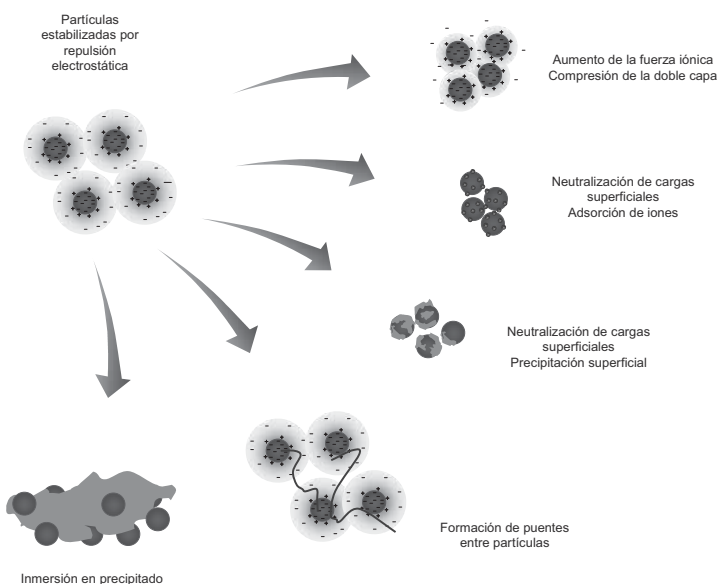 Partículas
estabilizadas por
repulsión
electrostática
Aumento de la fuerza iónica
Compresión de la doble capa
Neutralización de cargas
superficiales
Adsorción de iones
Neutralización de cargas
superficiales
Precipitación superficial
Formación de puentes
entre partículas
Inmersión en precipitado